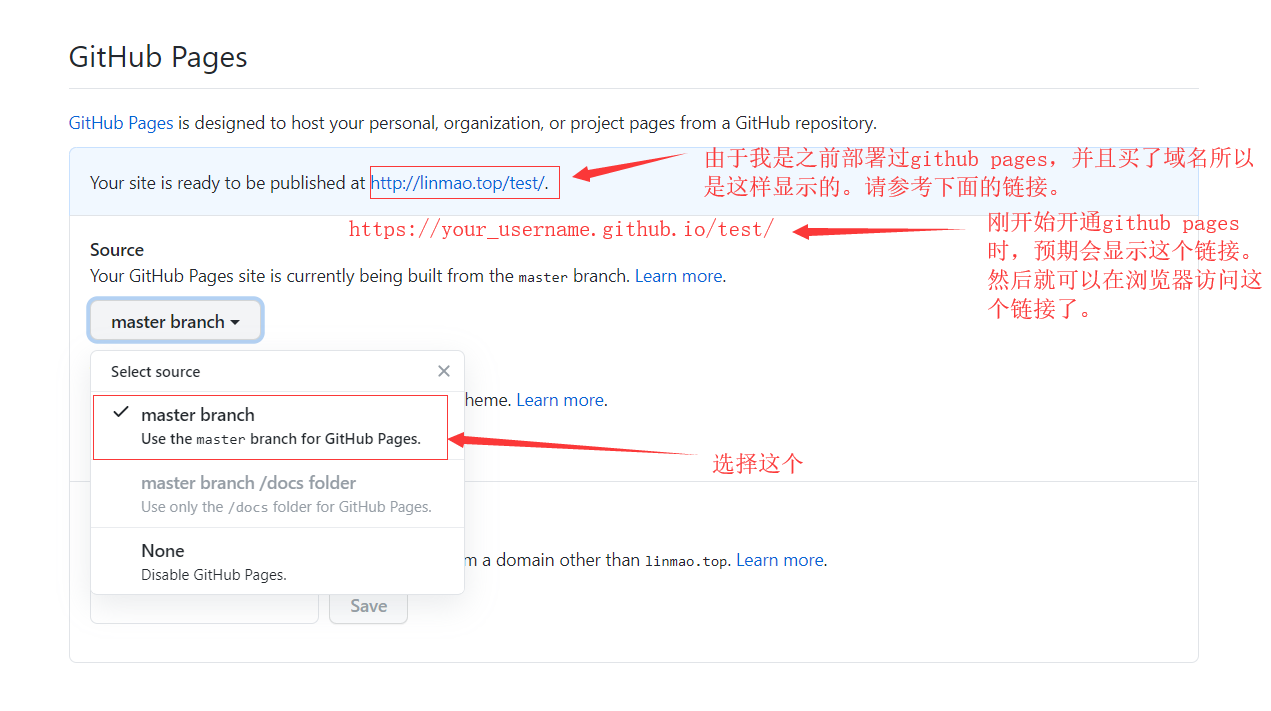 GitHub Pages
GitHub Pages is designed to host your personal, organization, or project pages from a GitHub repository.
Your site is ready to be published at http://linmao.top/test/.
由于我是之前部署过github pages，并且买了域名所以
是这样显示的。请参考下面的链接。
https://your_username.github.io/test/
刚开始开通github pages
时，预期会显示这个链接。
然后就可以在浏览器访问这
个链接了。
Source
Your GitHub Pages site is currently being built from the master branch. Learn more.
master branch
Select source
heme. Learn more.
master branch
Use the master branch for GitHub Pages.
选择这个
master branch /docs folder
Use only the /docs folder for GitHub Pages.
None
m a domain other than linmao.top. Learn more.
Disable GitHub Pages.
Save